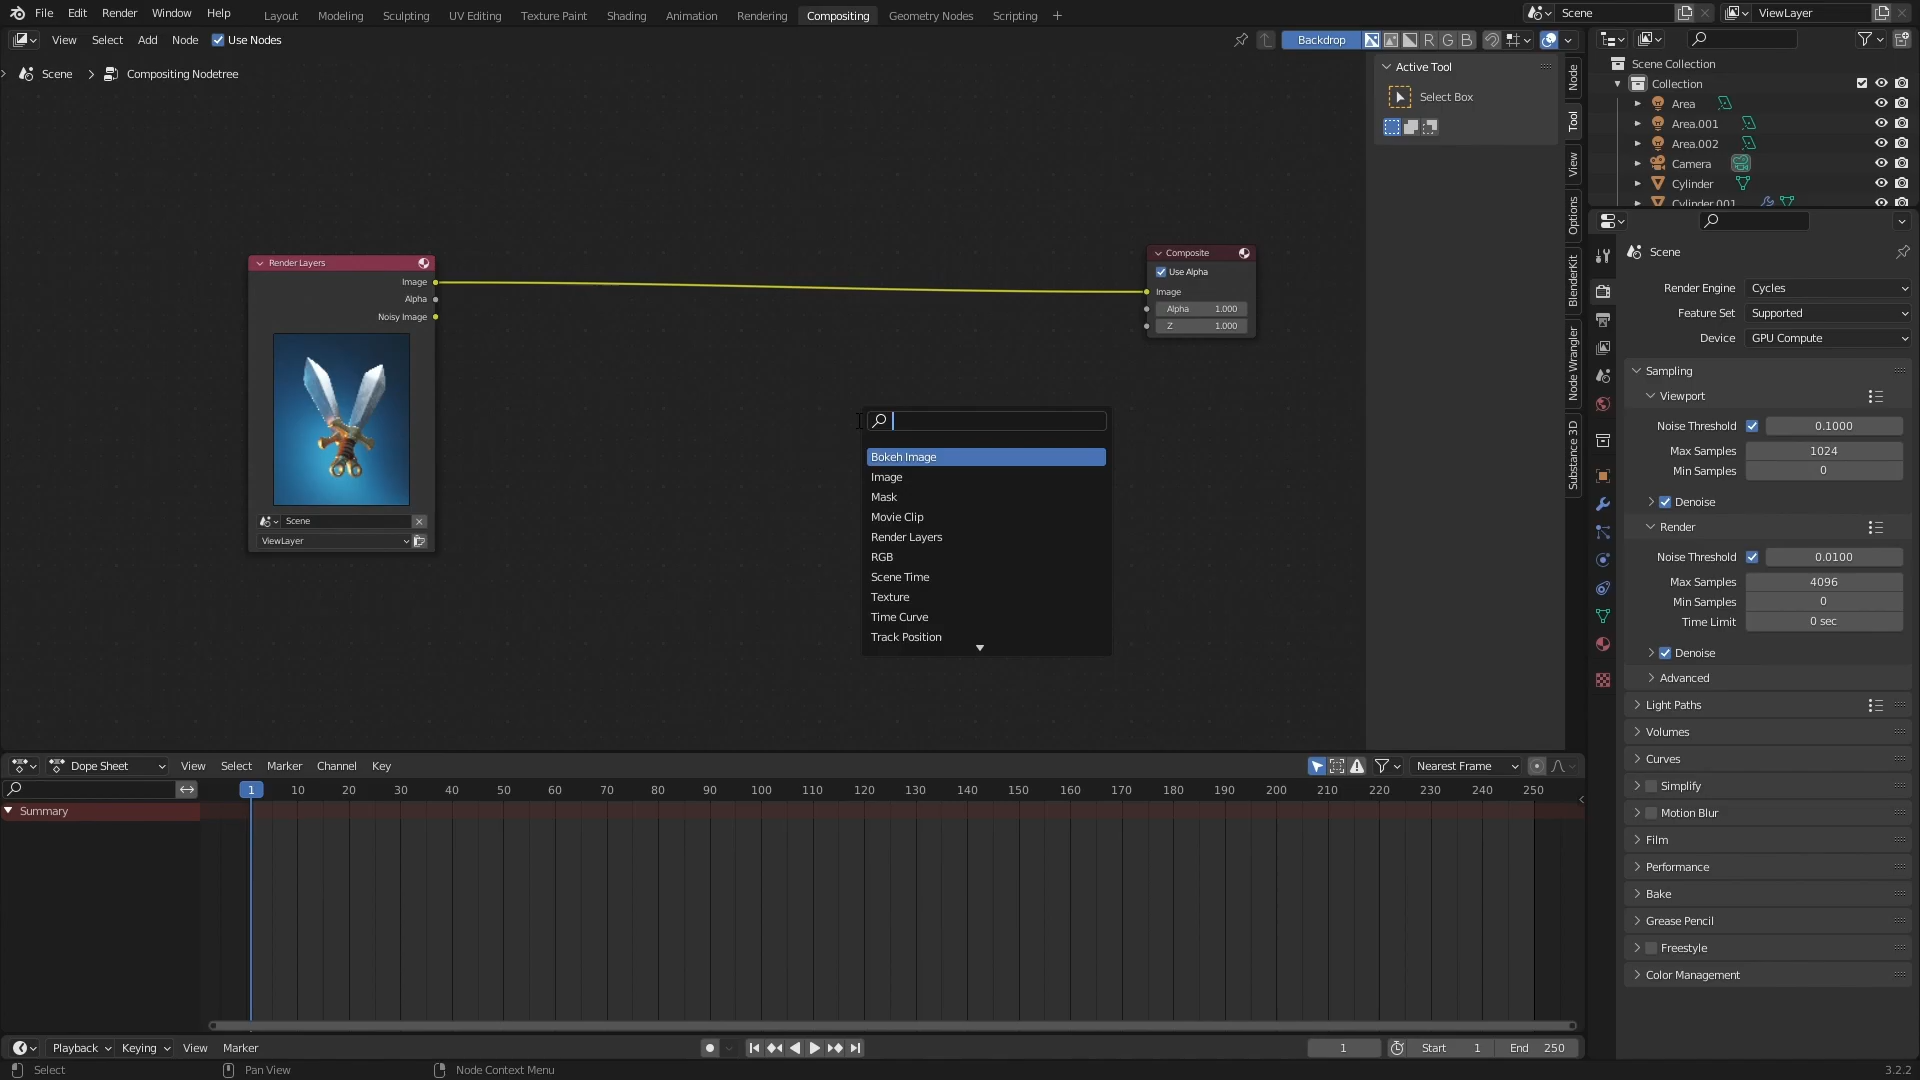 File Edit Render Window Help Layout Modeling Sculpting UV Editing Texture Paint Shading Animation Rendering Compositing Geometry Nodes Scripting + Scene ViewLayer
View Select Add Node Use Nodes Backdrop R G B
Scene > Compositing Nodetree
Active Tool
Select Box
Node
Tool
View
Options
BlenderKit
Node Wrangler
Substance 3D
Render Layers
Image
Alpha
Noisy Image
Scene
ViewLayer
Composite
Use Alpha
Image
Alpha 1.000
Z 1.000
Bokeh Image
Image
Mask
Movie Clip
Render Layers
RGB
Scene Time
Texture
Time Curve
Track Position
Scene Collection
Collection
Area
Area.001
Area.002
Camera
Cylinder
Cylinder.001
Scene
Render Engine Cycles
Feature Set Supported
Device GPU Compute
Sampling
Viewport
Noise Threshold 0.1000
Max Samples 1024
Min Samples 0
Denoise
Render
Noise Threshold 0.0100
Max Samples 4096
Min Samples 0
Time Limit 0 sec
Denoise
Advanced
Light Paths
Volumes
Curves
Simplify
Motion Blur
Film
Performance
Bake
Grease Pencil
Freestyle
Color Management
Dope Sheet View Select Marker Channel Key Nearest Frame
1 10 20 30 40 50 60 70 80 90 100 110 120 130 140 150 160 170 180 190 200 210 220 230 240 250
Summary
Playback Keying View Marker 1 Start 1 End 250
Select Pan View Node Context Menu 3.2.2